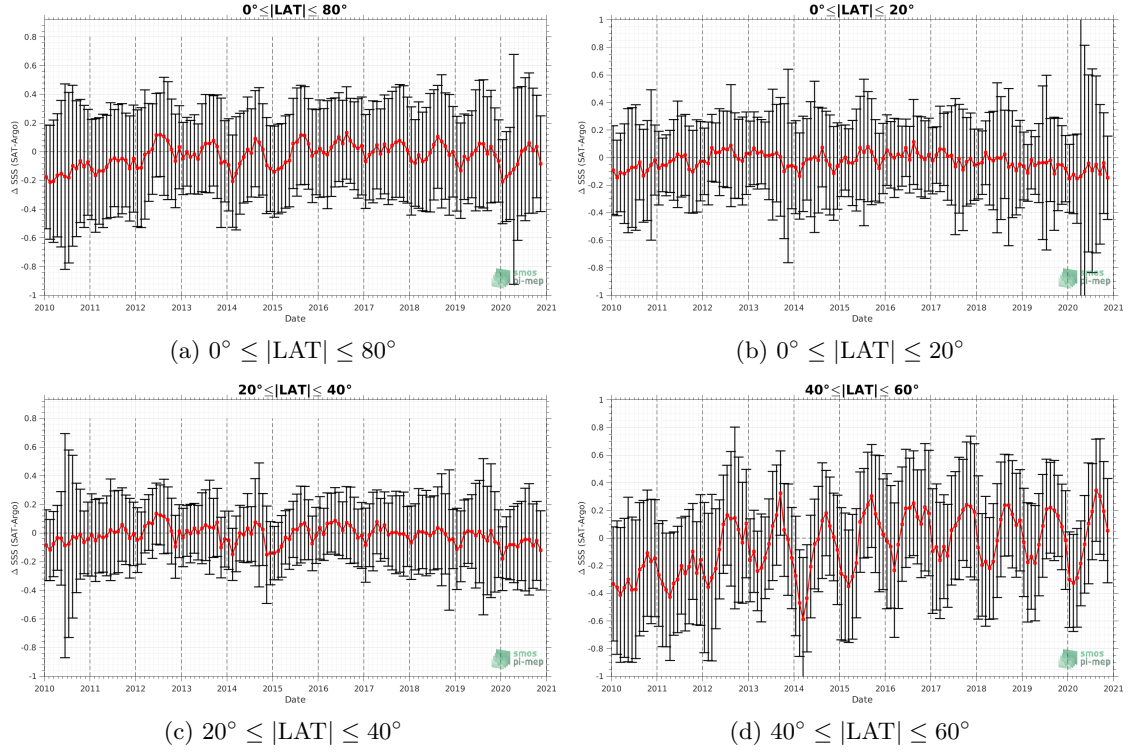 0°≤|LAT|≤ 80°
Δ SSS (SAT-Argo)
0.8
0.6
0.4
0.2
0
-0.2
-0.4
-0.6
-0.8
-1
2010 2011 2012 2013 2014 2015 2016 2017 2018 2019 2020 2021
Date
smos
pi-mep
(a) 0° ≤ |LAT| ≤ 80°
0°≤|LAT|≤ 20°
Δ SSS (SAT-Argo)
1
0.8
0.6
0.4
0.2
0
-0.2
-0.4
-0.6
-0.8
-1
2010 2011 2012 2013 2014 2015 2016 2017 2018 2019 2020 2021
Date
smos
pi-mep
(b) 0° ≤ |LAT| ≤ 20°
20°≤|LAT|≤ 40°
Δ SSS (SAT-Argo)
0.8
0.6
0.4
0.2
0
-0.2
-0.4
-0.6
-0.8
-1
2010 2011 2012 2013 2014 2015 2016 2017 2018 2019 2020 2021
Date
smos
pi-mep
(c) 20° ≤ |LAT| ≤ 40°
40°≤|LAT|≤ 60°
Δ SSS (SAT-Argo)
1
0.8
0.6
0.4
0.2
0
-0.2
-0.4
-0.6
-0.8
-1
2010 2011 2012 2013 2014 2015 2016 2017 2018 2019 2020 2021
Date
smos
pi-mep
(d) 40° ≤ |LAT| ≤ 60°